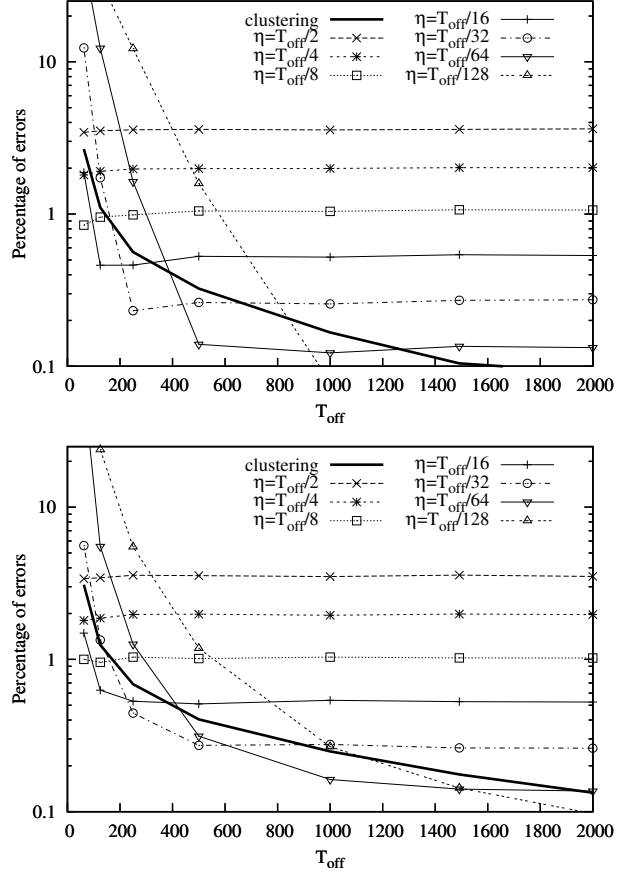 10
1
0.1
Percentage of errors
clustering
η=T_off/2
η=T_off/4
η=T_off/8
η=T_off/16
η=T_off/32
η=T_off/64
η=T_off/128
0 200 400 600 800 1000 1200 1400 1600 1800 2000
T_off
10
1
0.1
Percentage of errors
clustering
η=T_off/2
η=T_off/4
η=T_off/8
η=T_off/16
η=T_off/32
η=T_off/64
η=T_off/128
0 200 400 600 800 1000 1200 1400 1600 1800 2000
T_off